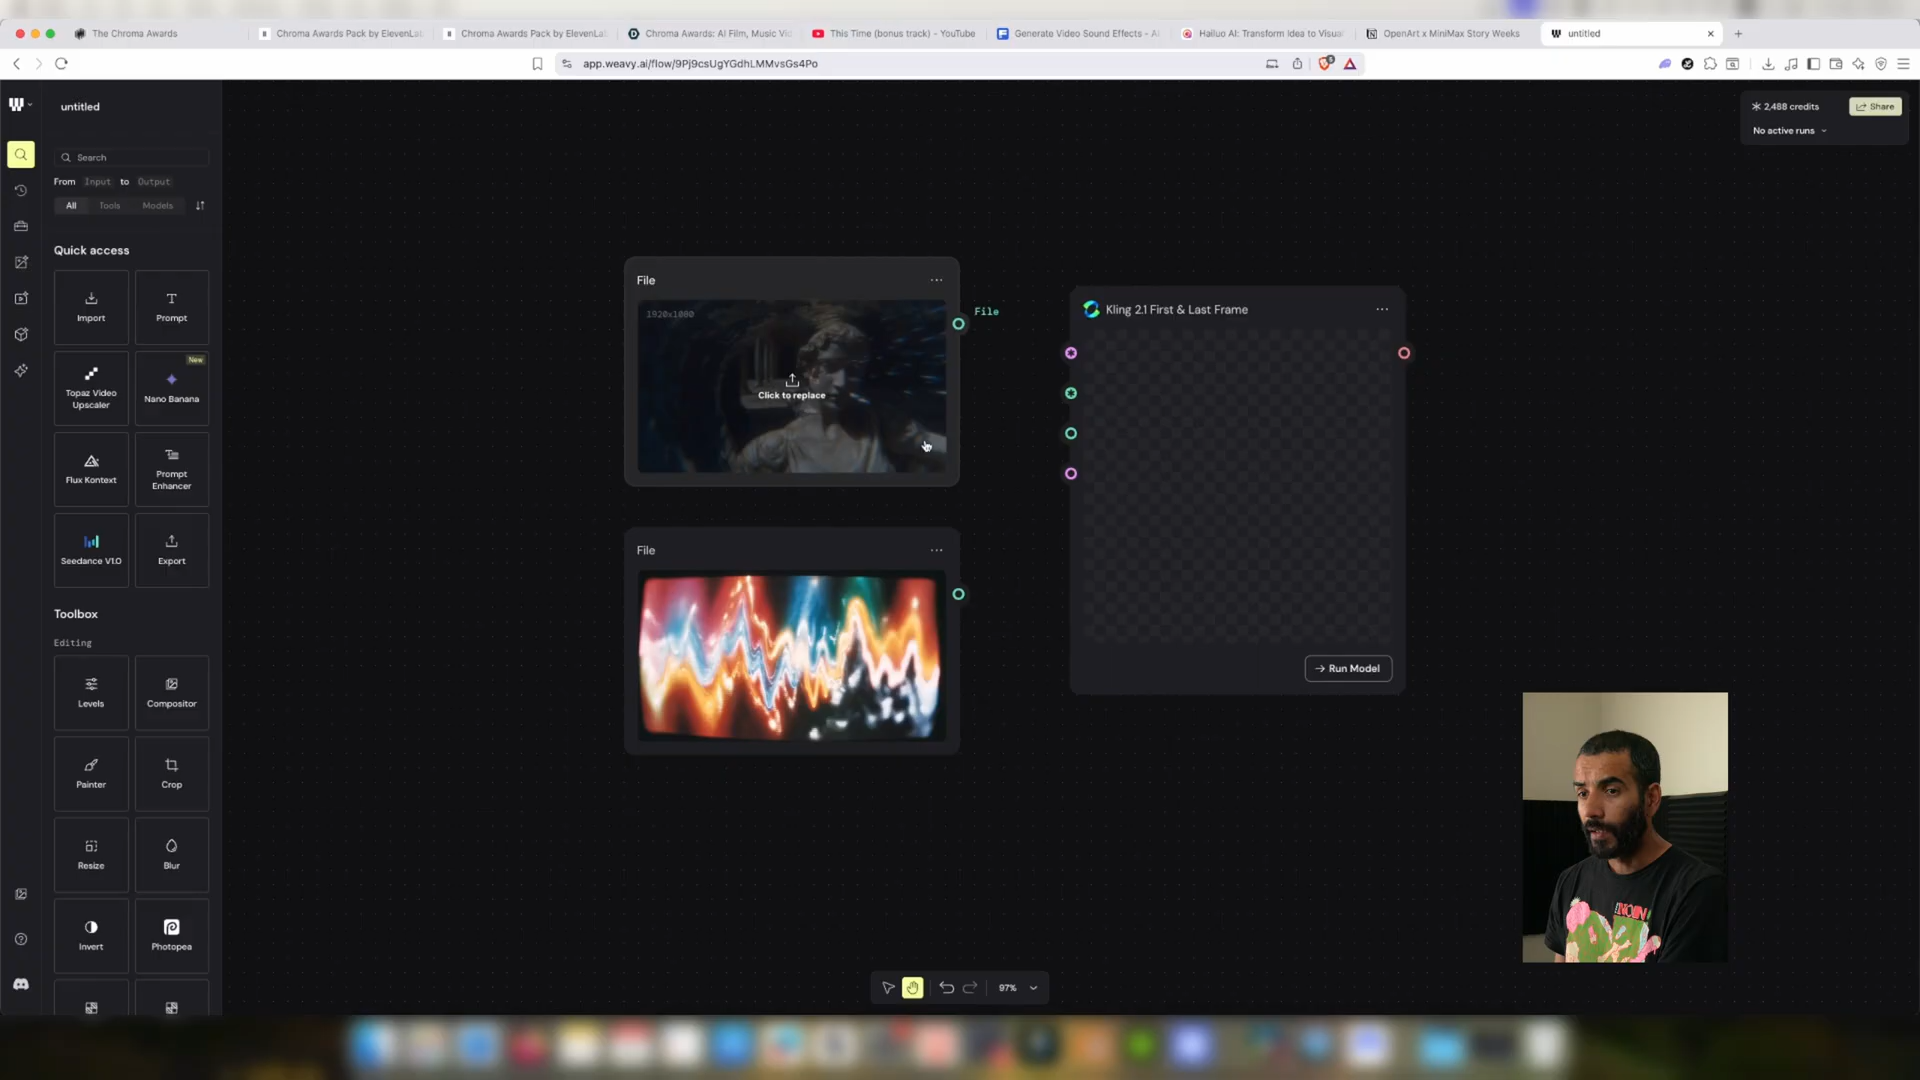 The Chroma Awards
Chroma Awards Pack by ElevenLa
Chroma Awards Pack by ElevenLa
Chroma Awards: AI Film, Music Vi
This Time (bonus track) - YouTube
Generate Video Sound Effects - A
Hailuo AI: Transform Idea to Visua
OpenArt x MiniMax Story Weeks
untitled
app.weavy.ai/flow/9Pj9csUgYGdhLMMvsGs4Po
untitled
2,488 credits
Share
No active runs
Search
From Input to Output
All
Tools
Models
Quick access
Import
Prompt
New
Topaz Video
Upscaler
Nano Banana
Flux Kontext
Prompt
Enhancer
Seedance V1.0
Export
Toolbox
Editing
Levels
Compositor
Painter
Crop
Resize
Blur
Invert
Photopea
File
1920x1080
Click to replace
File
File
Kling 2.1 First & Last Frame
Run Model
97%